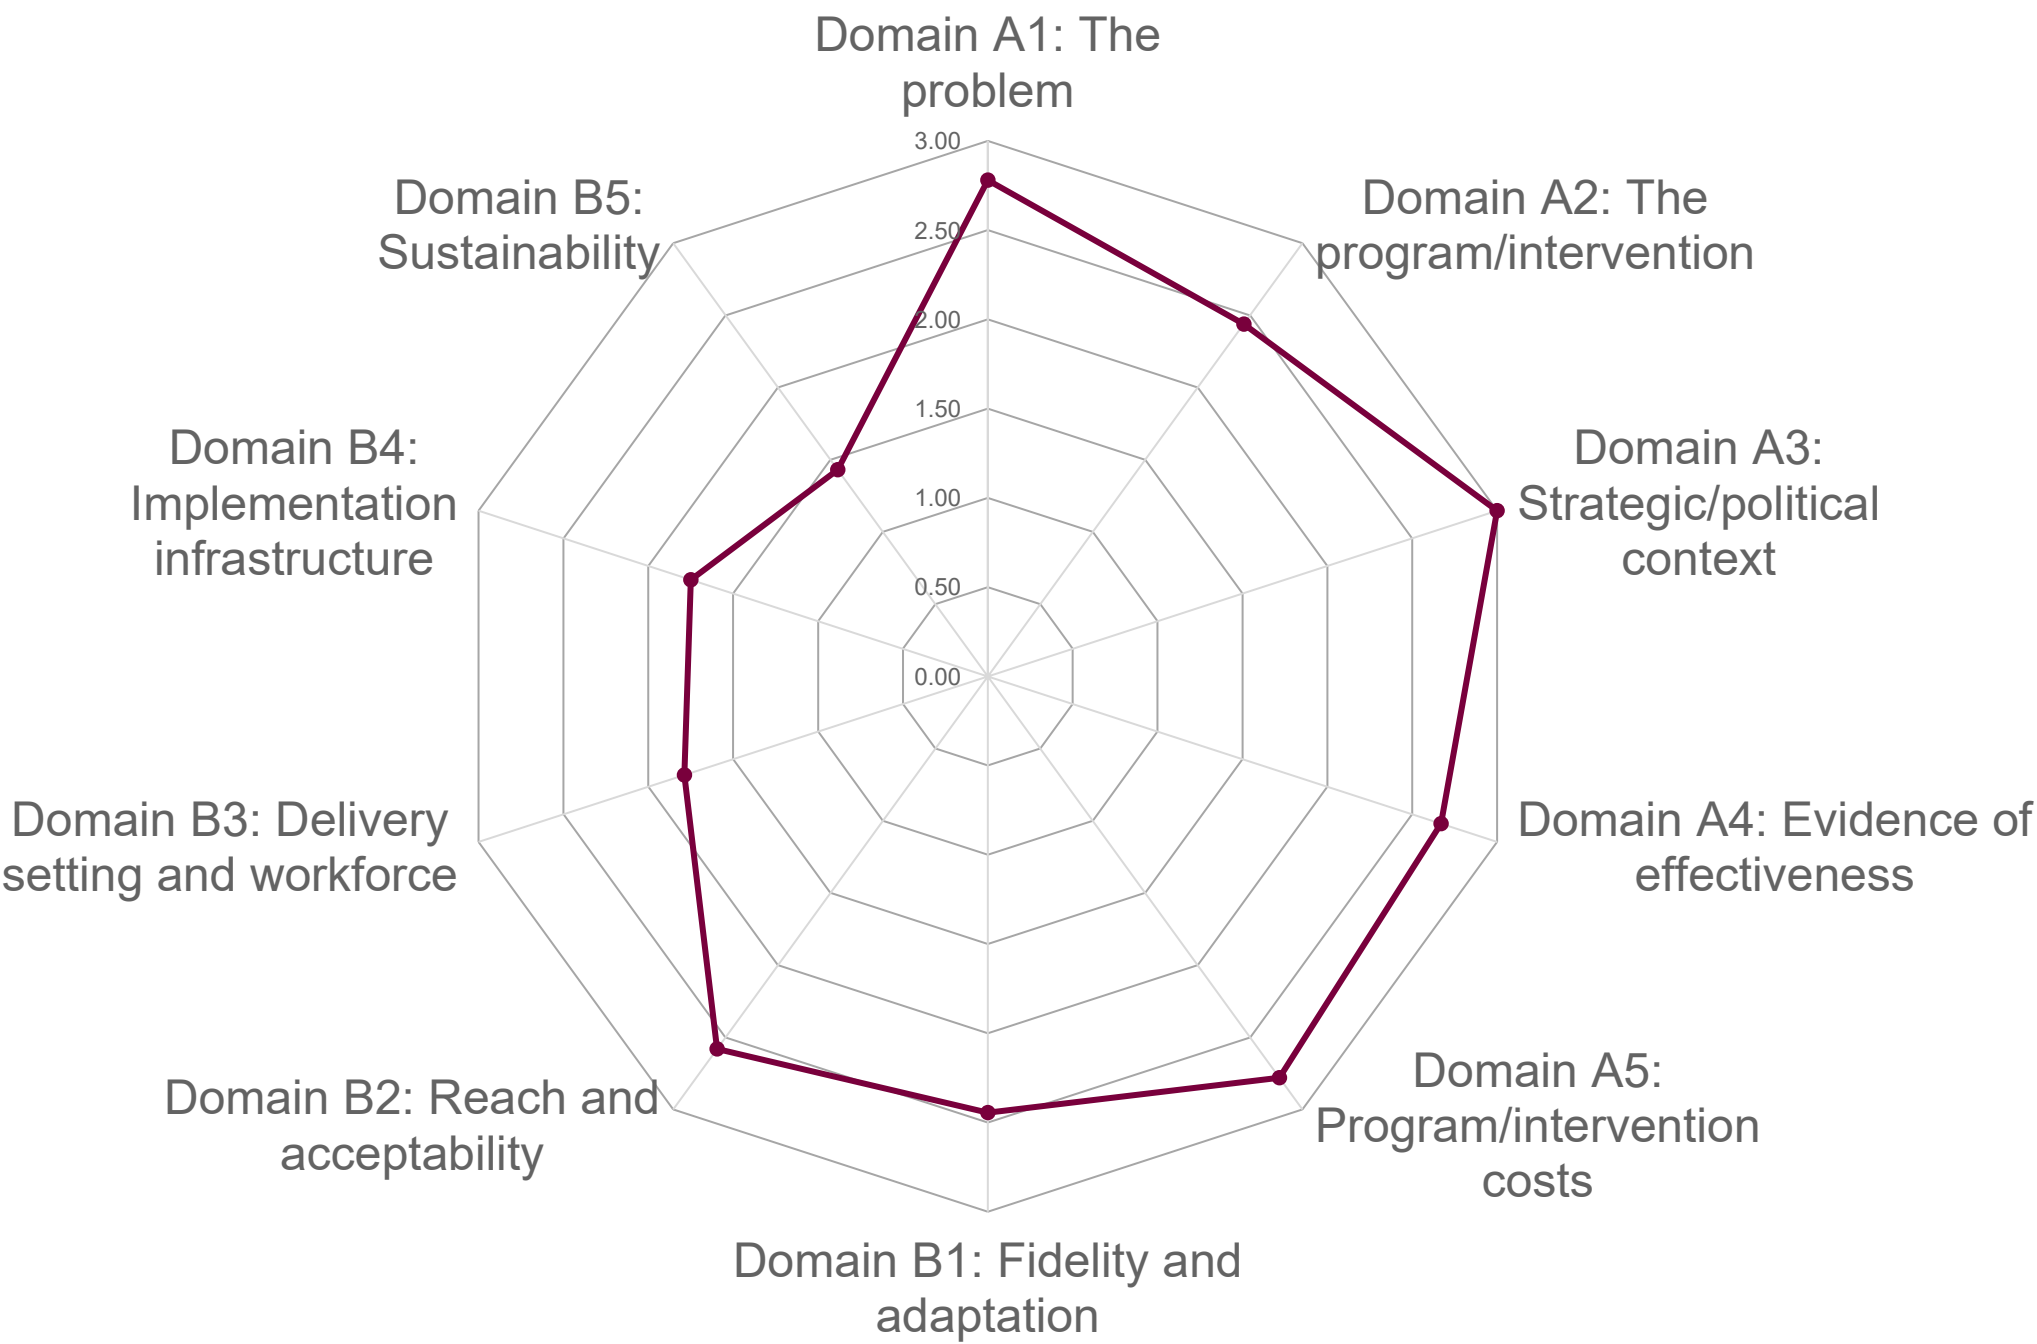 Domain A1: The
problem
Domain A2: The
program/intervention
Domain A3:
Strategic/political
context
Domain A4: Evidence of
effectiveness
Domain A5:
Program/intervention
costs
Domain B1: Fidelity and
adaptation
Domain B2: Reach and
acceptability
Domain B3: Delivery
setting and workforce
Domain B4:
Implementation
infrastructure
Domain B5:
Sustainability
3.00
2.50
2.00
1.50
1.00
0.50
0.00